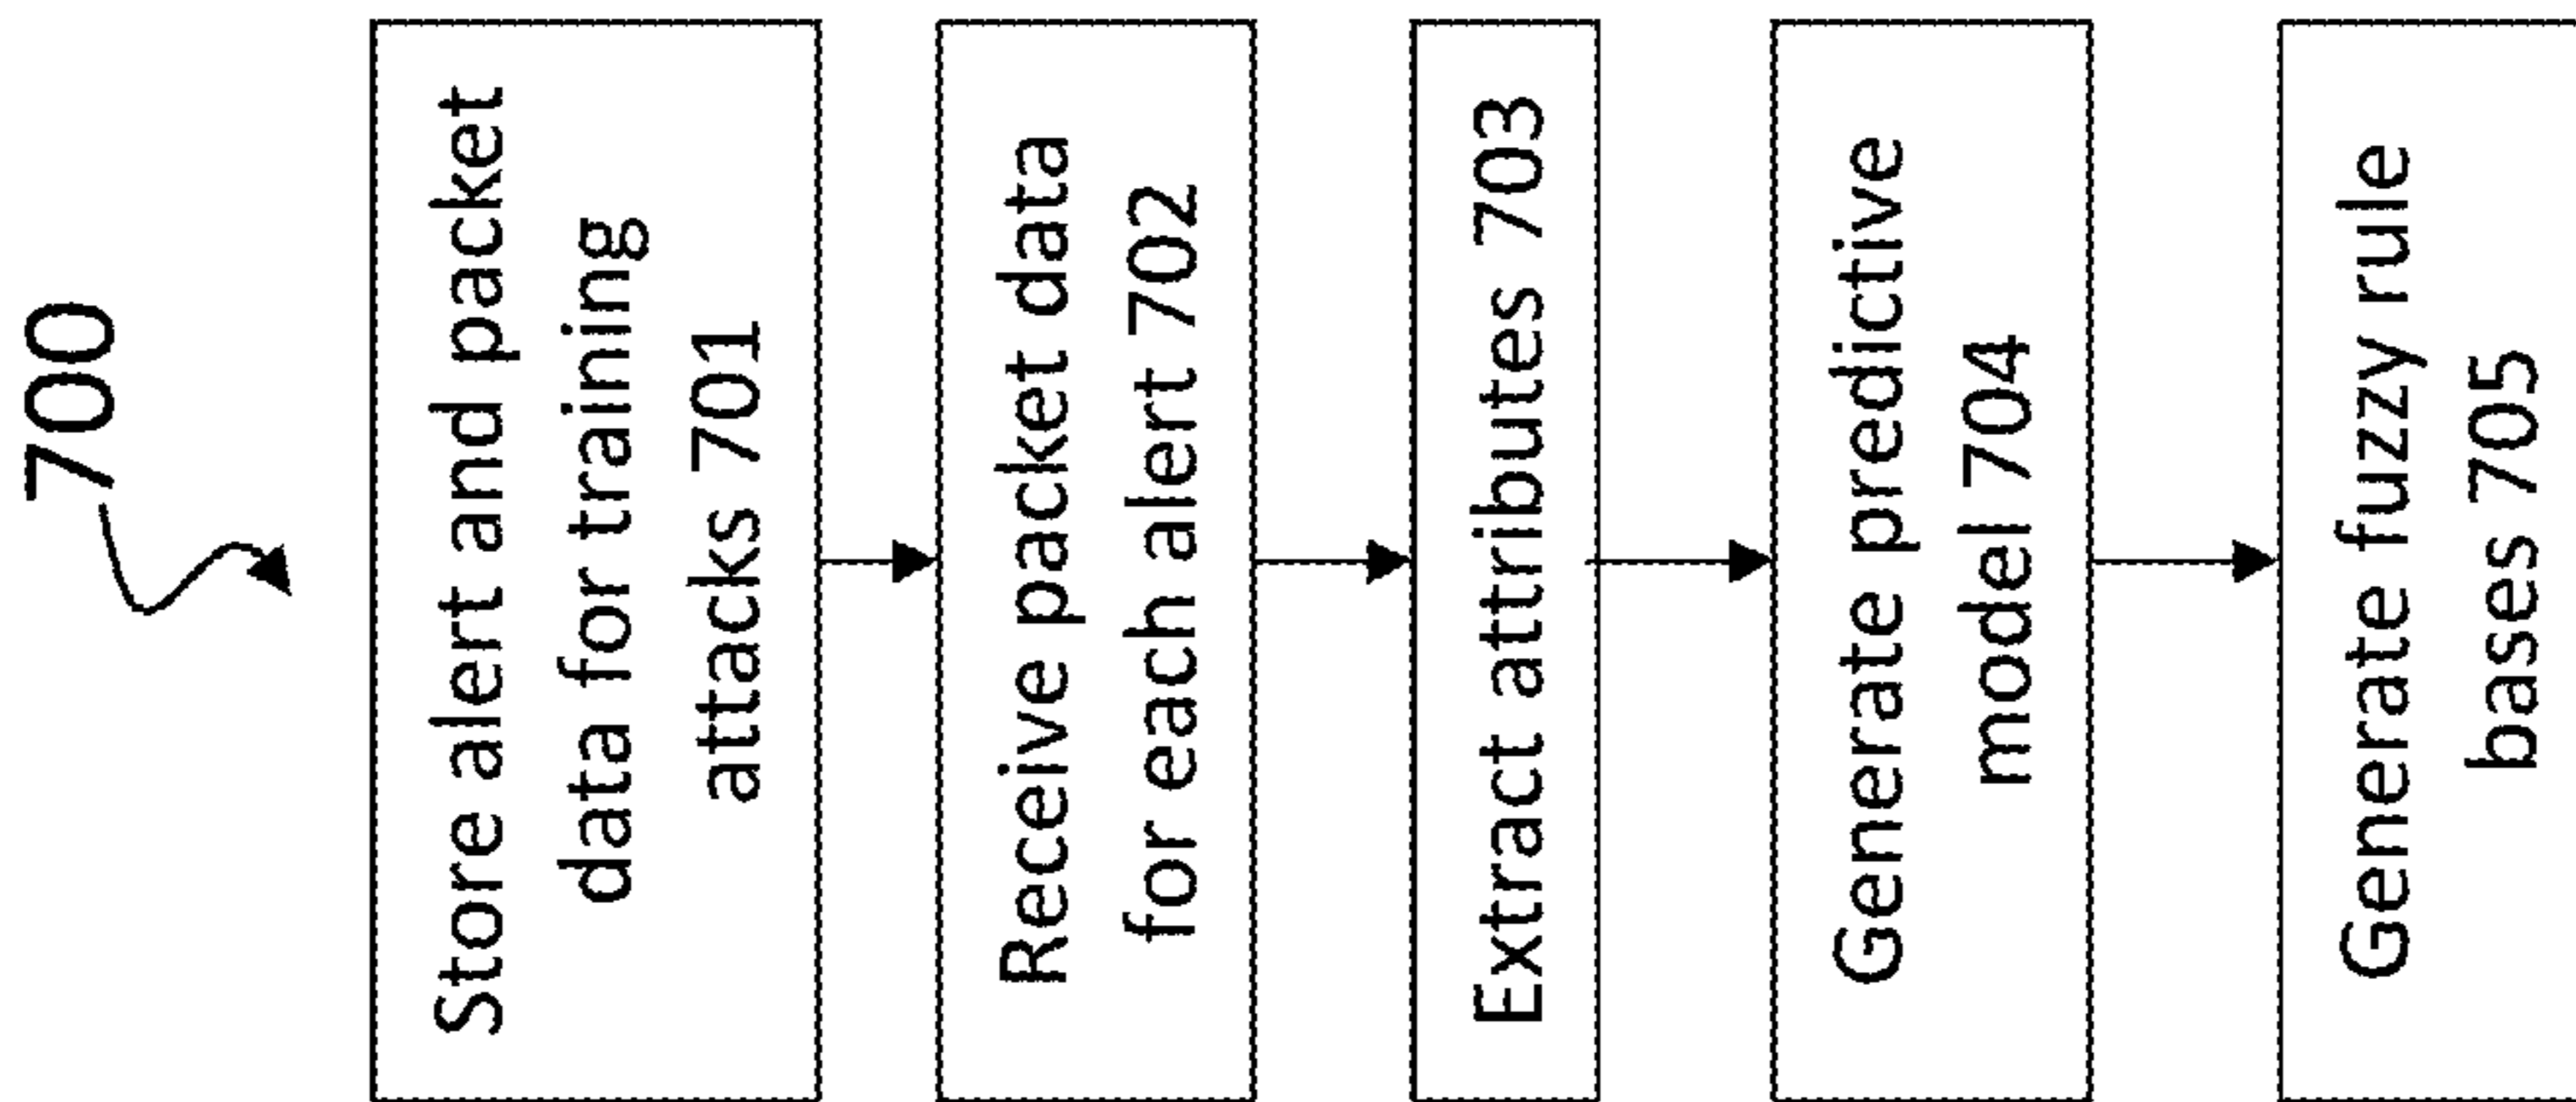 700
Store alert and packet
data for training
attacks 701
Receive packet data
for each alert 702
Extract attributes 703
Generate predictive
model 704
Generate fuzzy rule
bases 705